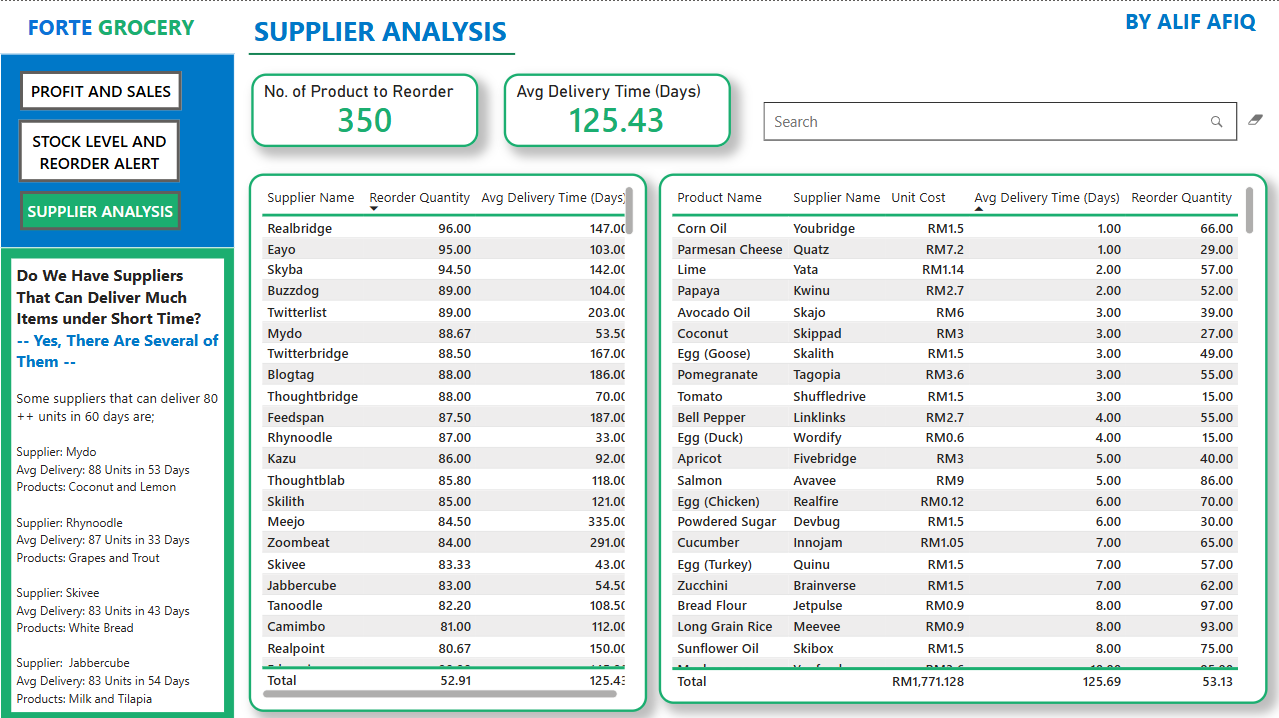 FORTE GROCERY
SUPPLIER ANALYSIS
BY ALIF AFIQ
PROFIT AND SALES
STOCK LEVEL AND
REORDER ALERT
SUPPLIER ANALYSIS
Do We Have Suppliers
That Can Deliver Much
Items under Short Time?
-- Yes, There Are Several of
Them --
Some suppliers that can deliver 80
++ units in 60 days are;
Supplier: Mydo
Avg Delivery: 88 Units in 53 Days
Products: Coconut and Lemon
Supplier: Rhynoodle
Avg Delivery: 87 Units in 33 Days
Products: Grapes and Trout
Supplier: Skivee
Avg Delivery: 83 Units in 43 Days
Products: White Bread
Supplier: Jabbercube
Avg Delivery: 83 Units in 54 Days
Products: Milk and Tilapia
No. of Product to Reorder
350
Avg Delivery Time (Days)
125.43
Search
Supplier Name Reorder Quantity Avg Delivery Time (Days)
Realbridge 96.00 147.00
Eayo 95.00 103.00
Skyba 94.50 142.00
Buzzdog 89.00 104.00
Twitterlist 89.00 203.00
Mydo 88.67 53.50
Twitterbridge 88.50 167.00
Blogtag 88.00 186.00
Thoughtbridge 88.00 70.00
Feedspan 87.50 187.00
Rhynoodle 87.00 33.00
Kazu 86.00 92.00
Thoughtblab 85.80 118.00
Skilith 85.00 121.00
Meejo 84.50 335.00
Zoombeat 84.00 291.00
Skivee 83.33 43.00
Jabbercube 83.00 54.50
Tanoodle 82.20 108.50
Camimbo 81.00 112.00
Realpoint 80.67 150.00
Total 52.91 125.43
Product Name Supplier Name Unit Cost Avg Delivery Time (Days) Reorder Quantity
Corn Oil Youbridge RM1.5 1.00 66.00
Parmesan Cheese Quatz RM7.2 1.00 29.00
Lime Yata RM1.14 2.00 57.00
Papaya Kwinu RM2.7 2.00 52.00
Avocado Oil Skajo RM6 3.00 39.00
Coconut Skippad RM3 3.00 27.00
Egg (Goose) Skalith RM1.5 3.00 49.00
Pomegranate Tagopia RM3.6 3.00 55.00
Tomato Shuffledrive RM1.5 3.00 15.00
Bell Pepper Linklinks RM2.7 4.00 55.00
Egg (Duck) Wordify RM0.6 4.00 15.00
Apricot Fivebridge RM3 5.00 40.00
Salmon Avavee RM9 5.00 86.00
Egg (Chicken) Realfire RM0.12 6.00 70.00
Powdered Sugar Devbug RM1.5 6.00 30.00
Cucumber Innojam RM1.05 7.00 65.00
Egg (Turkey) Quinu RM1.5 7.00 57.00
Zucchini Brainverse RM1.5 7.00 62.00
Bread Flour Jetpulse RM0.9 8.00 97.00
Long Grain Rice Meevee RM0.9 8.00 93.00
Sunflower Oil Skibox RM1.5 8.00 75.00
Total RM1,771.128 125.69 53.13